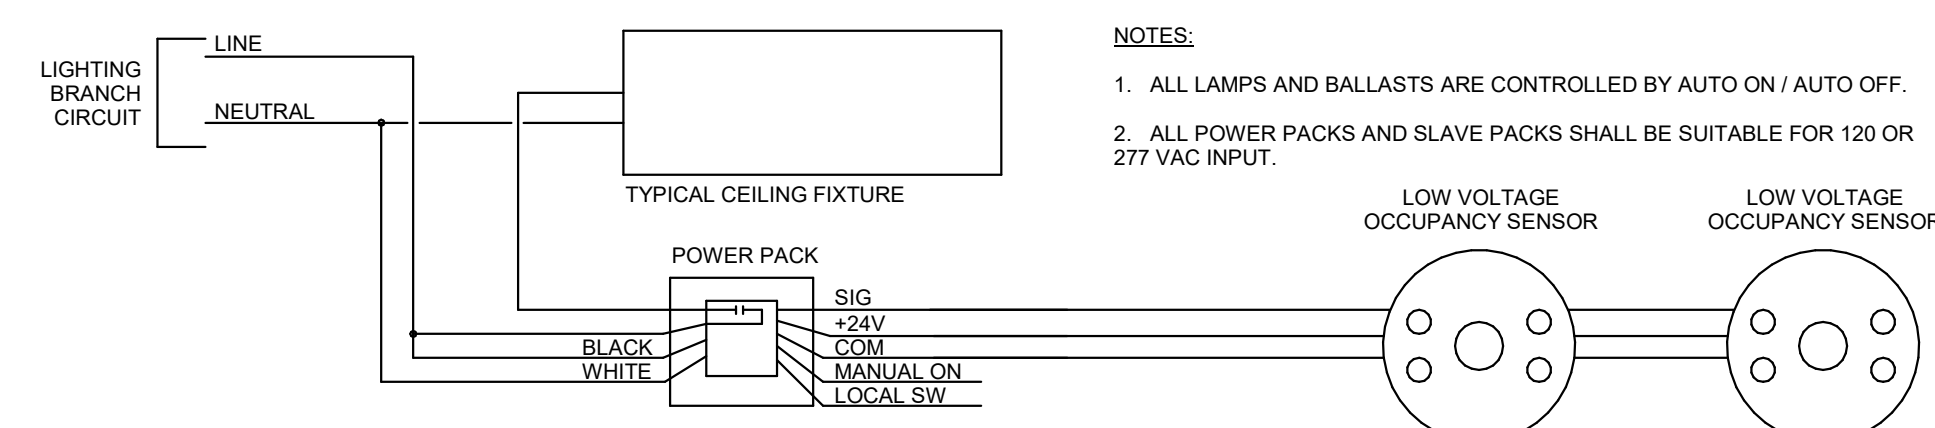 LINE
LIGHTING
BRANCH
CIRCUIT
NEUTRAL
TYPICAL CEILING FIXTURE
NOTES:
1. ALL LAMPS AND BALLASTS ARE CONTROLLED BY AUTO ON / AUTO OFF.
2. ALL POWER PACKS AND SLAVE PACKS SHALL BE SUITABLE FOR 120 OR
277 VAC INPUT.
LOW VOLTAGE
OCCUPANCY SENSOR
LOW VOLTAGE
OCCUPANCY SENSOR
POWER PACK
SIG
+24V
BLACK
COM
WHITE
MANUAL ON
LOCAL SW